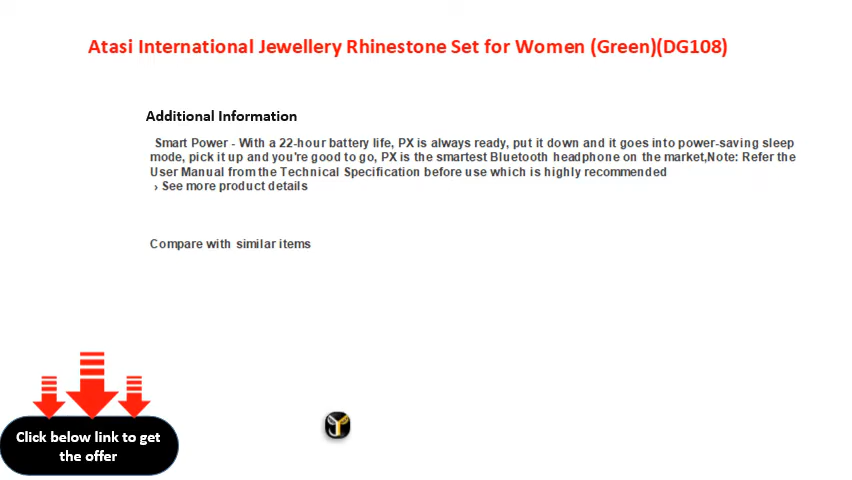 Atasi International Jewellery Rhinestone Set for Women (Green)(DG108)
Additional Information
Smart Power - With a 22-hour battery life, PX is always ready, put it down and it goes into power-saving sleep
mode, pick it up and you're good to go, PX is the smartest Bluetooth headphone on the market,Note: Refer the
User Manual from the Technical Specification before use which is highly recommended
› See more product details
Compare with similar items
Click below link to get
the offer